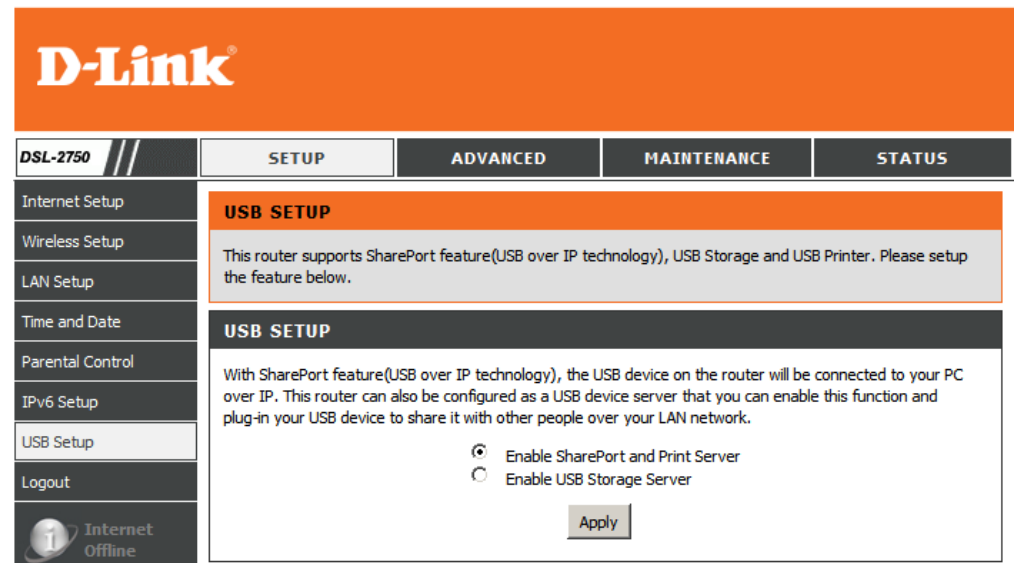 D-Link®
DSL-2750
SETUP
ADVANCED
MAINTENANCE
STATUS
Internet Setup
Wireless Setup
LAN Setup
Time and Date
Parental Control
IPv6 Setup
USB Setup
Logout
Internet
Offline
USB SETUP
This router supports SharePort feature(USB over IP technology), USB Storage and USB Printer. Please setup
the feature below.
USB SETUP
With SharePort feature(USB over IP technology), the USB device on the router will be connected to your PC
over IP. This router can also be configured as a USB device server that you can enable this function and
plug-in your USB device to share it with other people over your LAN network.
Enable SharePort and Print Server
Enable USB Storage Server
Apply